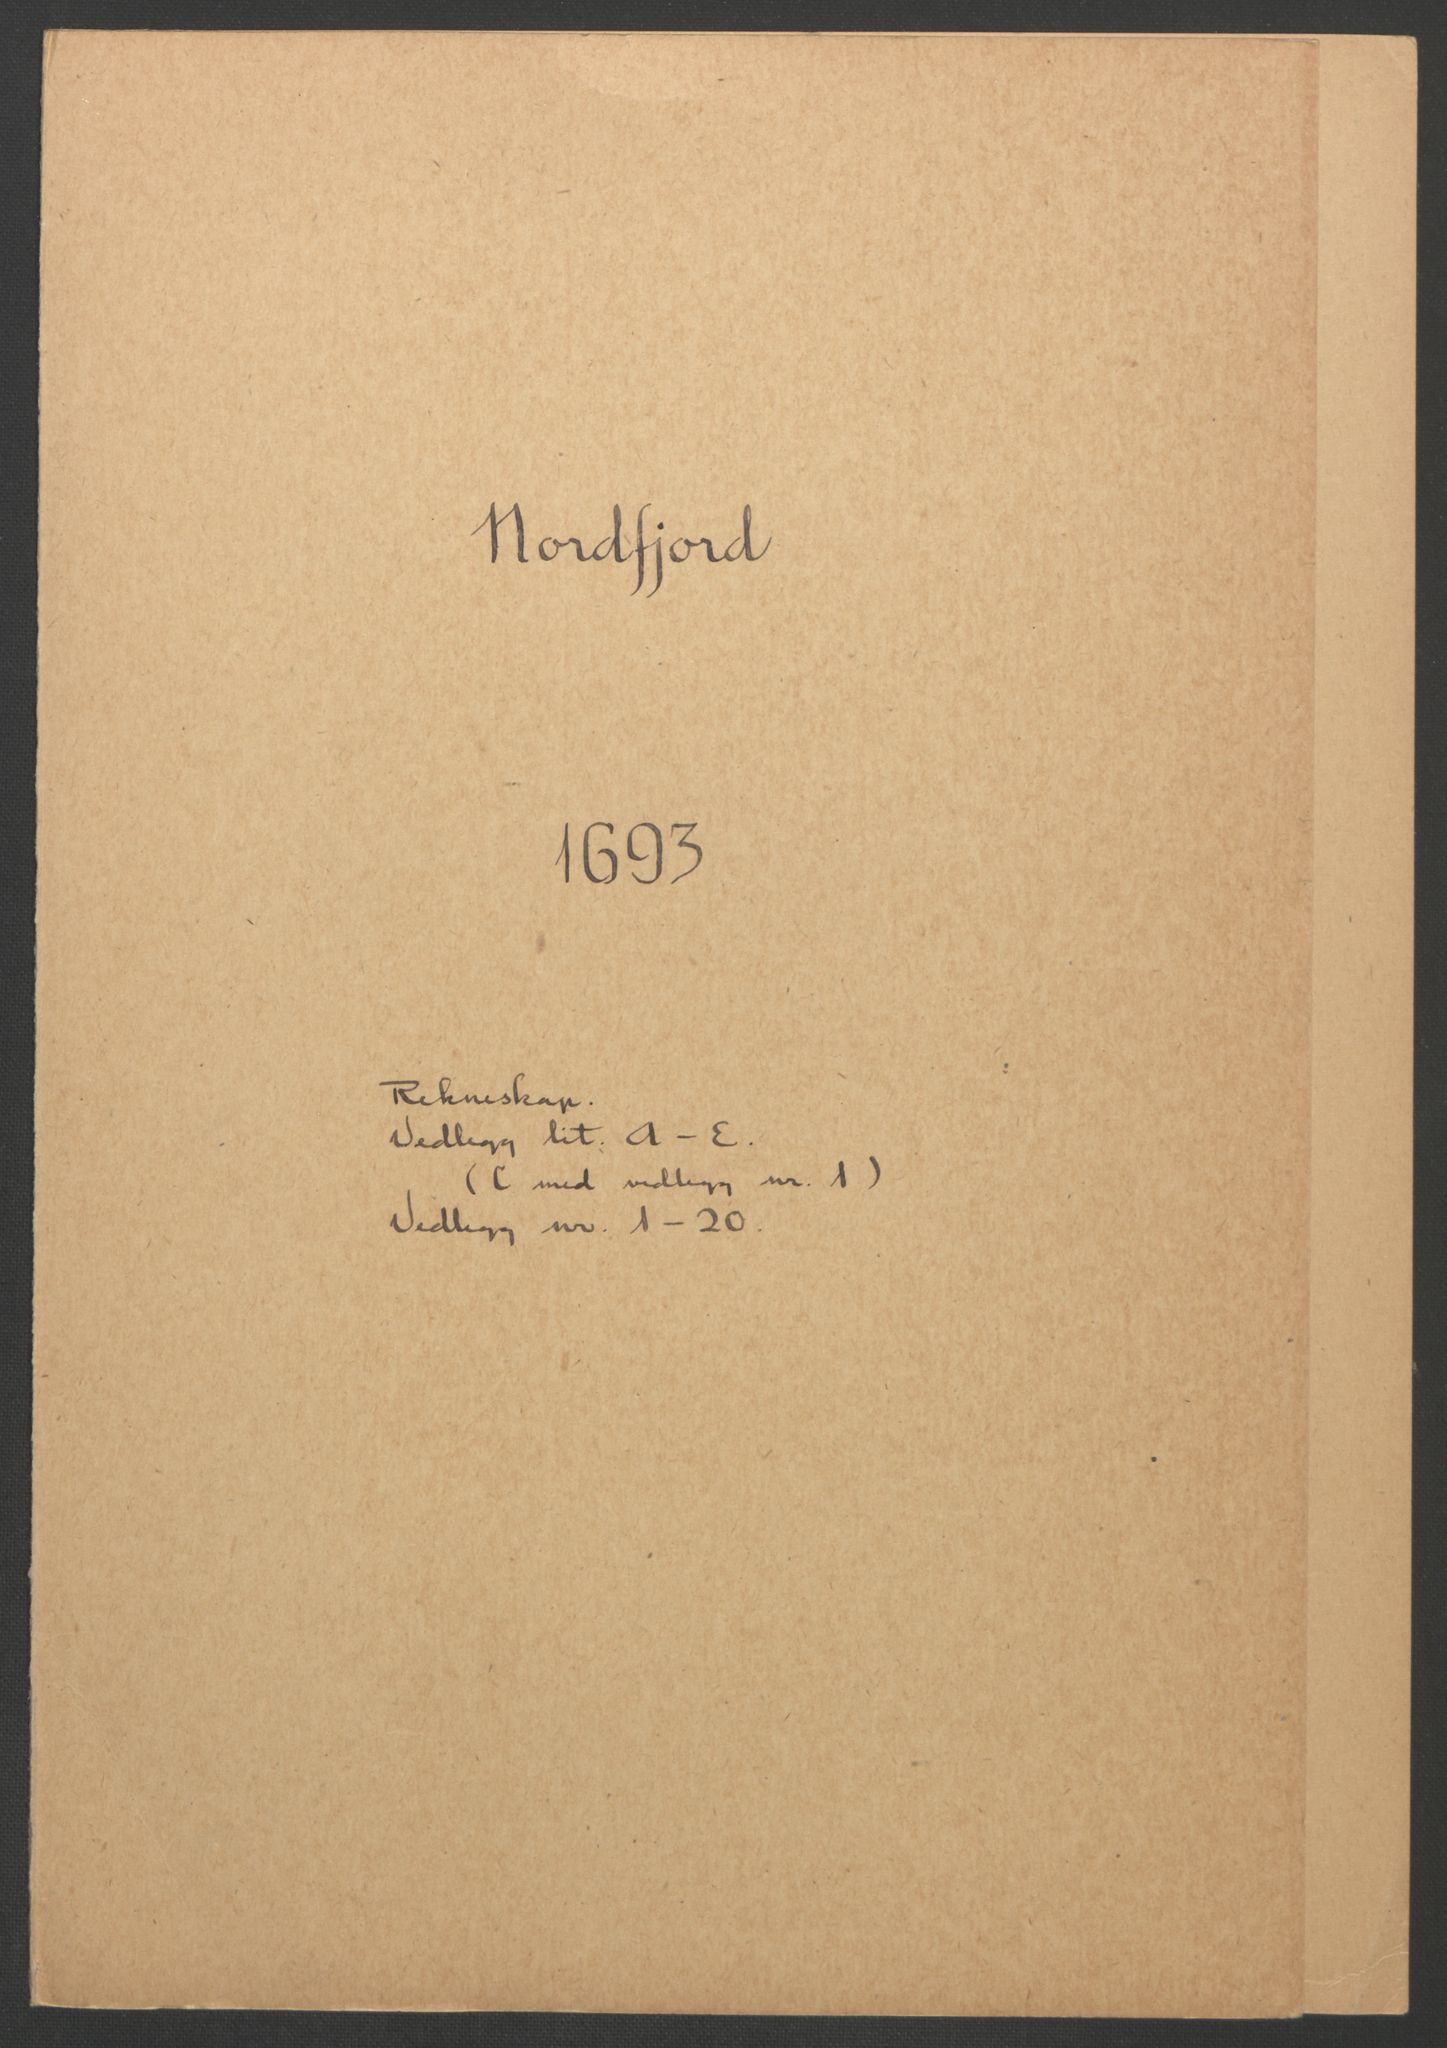 Nordfjord
1693
Rekneskap.
Vedlegg lit. A - E.
(C med vedlegg nr. 1)
Vedlegg nr. 1 - 20.